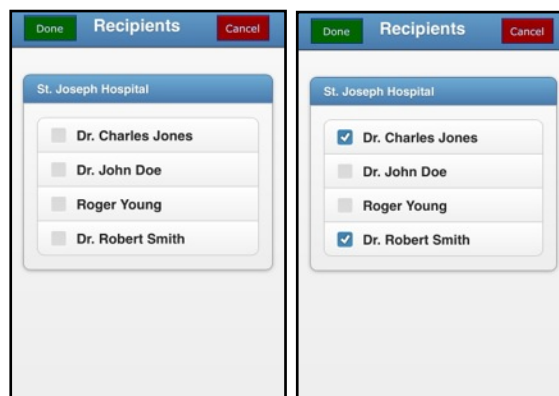 Done Recipients Cancel
St. Joseph Hospital
Dr. Charles Jones
Dr. John Doe
Roger Young
Dr. Robert Smith
Done Recipients Cancel
St. Joseph Hospital
Dr. Charles Jones
Dr. John Doe
Roger Young
Dr. Robert Smith